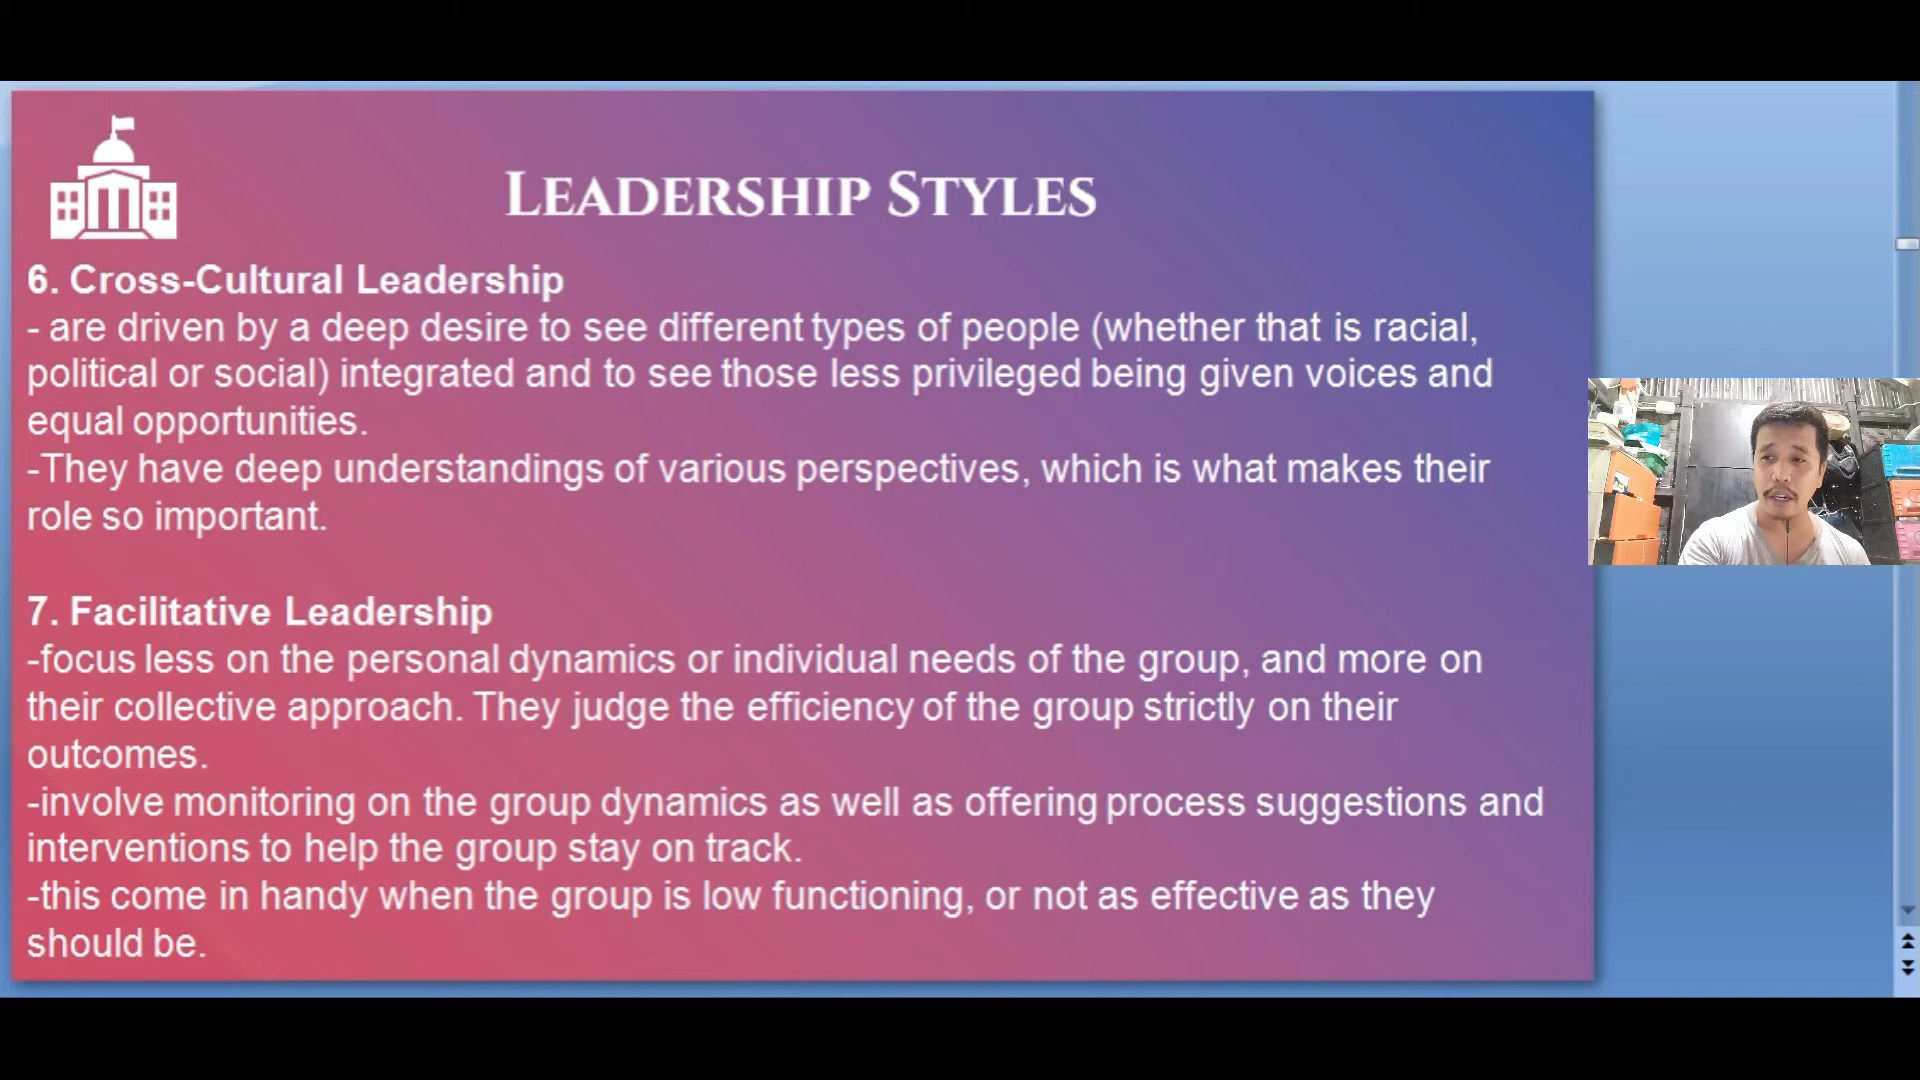 LEADERSHIP STYLES
6. Cross-Cultural Leadership
- are driven by a deep desire to see different types of people (whether that is racial,
political or social) integrated and to see those less privileged being given voices and
equal opportunities.
-They have deep understandings of various perspectives, which is what makes their
role so important.
7. Facilitative Leadership
-focus less on the personal dynamics or individual needs of the group, and more on
their collective approach. They judge the efficiency of the group strictly on their
outcomes.
-involve monitoring on the group dynamics as well as offering process suggestions and
interventions to help the group stay on track.
-this come in handy when the group is low functioning, or not as effective as they
should be.